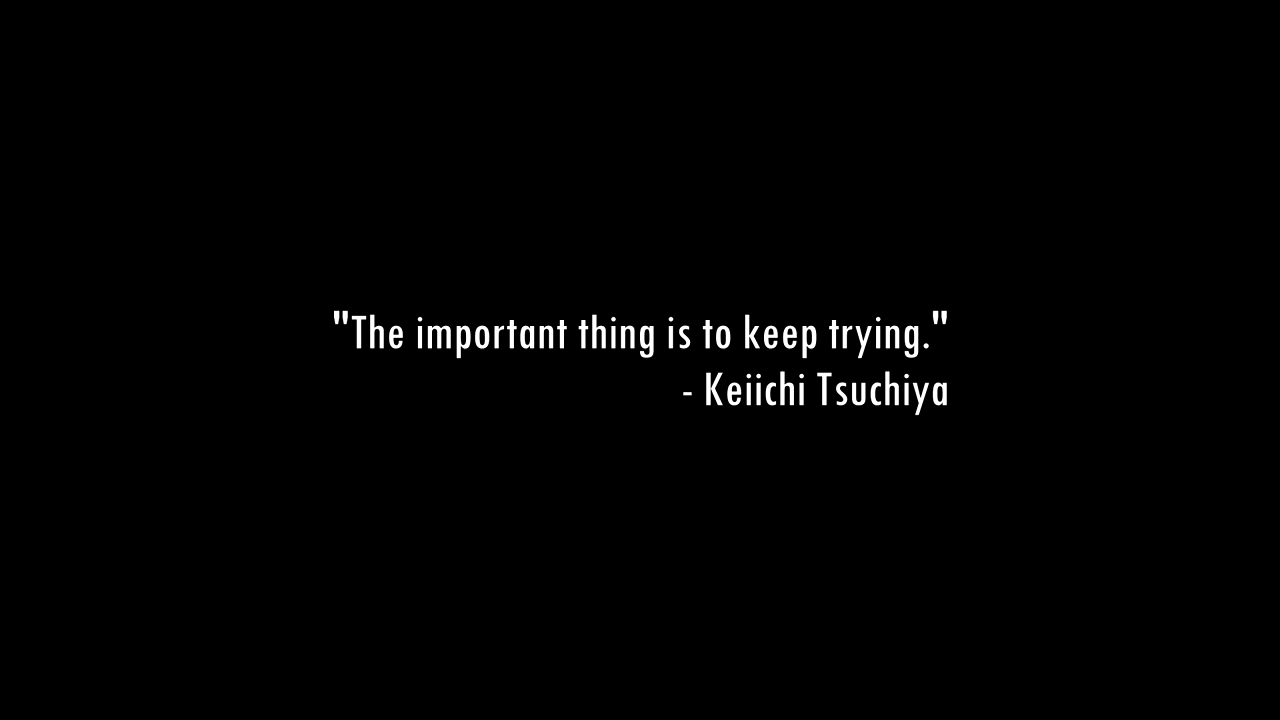 "The important thing is to keep trying."
- Keiichi Tsuchiya